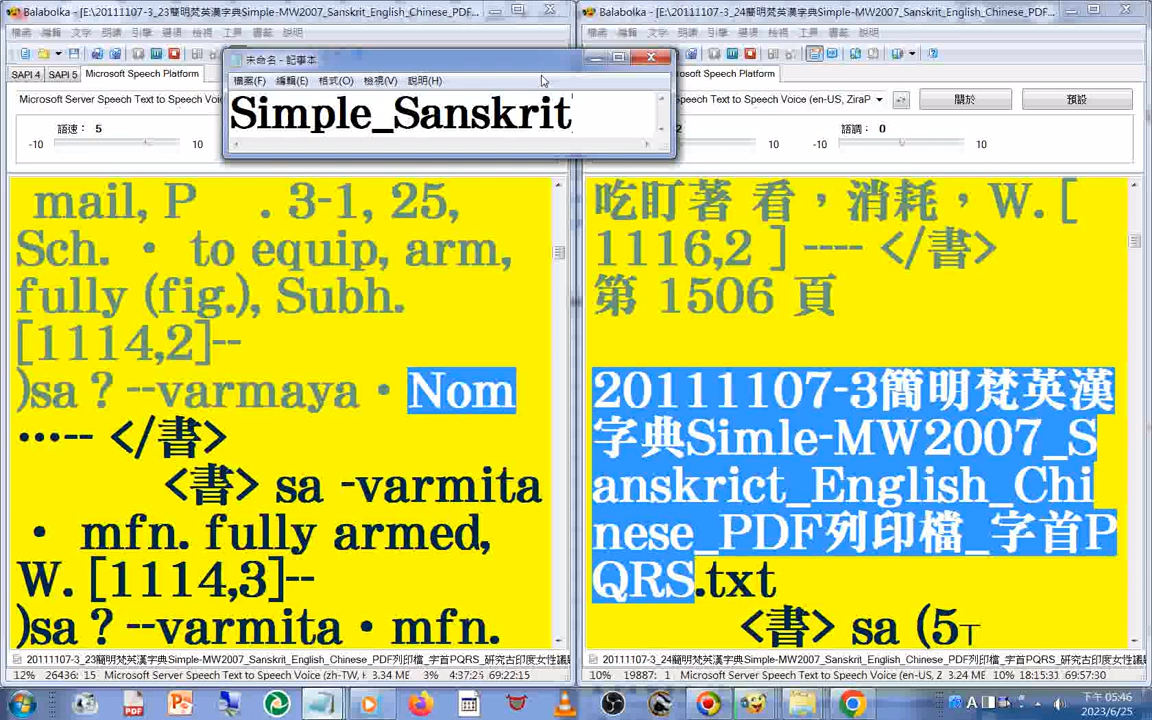 Balabolka - [E:\20111107-3_23簡明梵英漢字典Simple-MW2007_Sanskrit_English_Chinese_PDF...
Balabolka - [E:\20111107-3_24簡明梵英漢字典Simple-MW2007_Sanskrit_English_Chinese_PDF...
未命名 - 記事本
檔案(F) 編輯(E) 格式(O) 檢視(V) 說明(H)
Simple_Sanskrit
SAPI 4 SAPI 5 Microsoft Speech Platform
Microsoft Server Speech Text to Speech Voice (en-US, ZiraP
關於 預設
語速： 5
-10 10
語調： 0
-10 10
mail, P . 3-1, 25,
Sch. • to equip, arm,
fully (fig.), Subh.
[1114,2]--
)sa ? --varmaya • Nom
…-- </書>
<書> sa -varmita
• mfn. fully armed,
W. [1114,3]--
)sa ? --varmita • mfn.
吃盯著 看，消耗，W. [
1116,2 ] ---- </書>
第 1506 頁
20111107-3簡明梵英漢
字典Simle-MW2007_S
anskrict_English_Chi
nese_PDF列印檔_字首P
QRS.txt
<書> sa (5T
20111107-3_23簡明梵英漢字典Simple-MW2007_Sanskrit_English_Chinese_PDF列印檔_字首PQRS_研究古印度女性議
20111107-3_24簡明梵英漢字典Simple-MW2007_Sanskrit_English_Chinese_PDF列印檔_字首PQRS_研究古印度女性議
12% 26436: 15 Microsoft Server Speech Text to Speech Voice (zh-TW, H 3.34 ME 3% 4:37:25 69:22:15
10% 19887: 1 Microsoft Server Speech Text to Speech Voice (en-US, Z 3.24 ME 10% 18:15:31 69:57:30
下午 05:46
2023/6/25